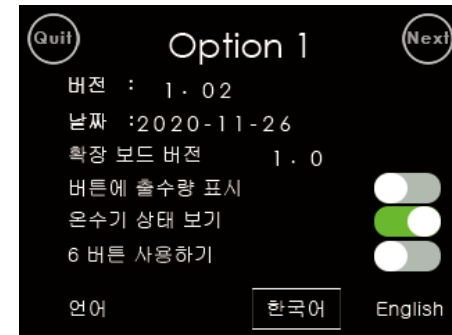 Quit Option 1 Next
버전 : 1.02
낱짜 :2020-11-26
확장 보드 버전 1.0
버튼에 출수량 표시
온수기 상태 보기
6 버튼 사용하기
언어 한국어 English